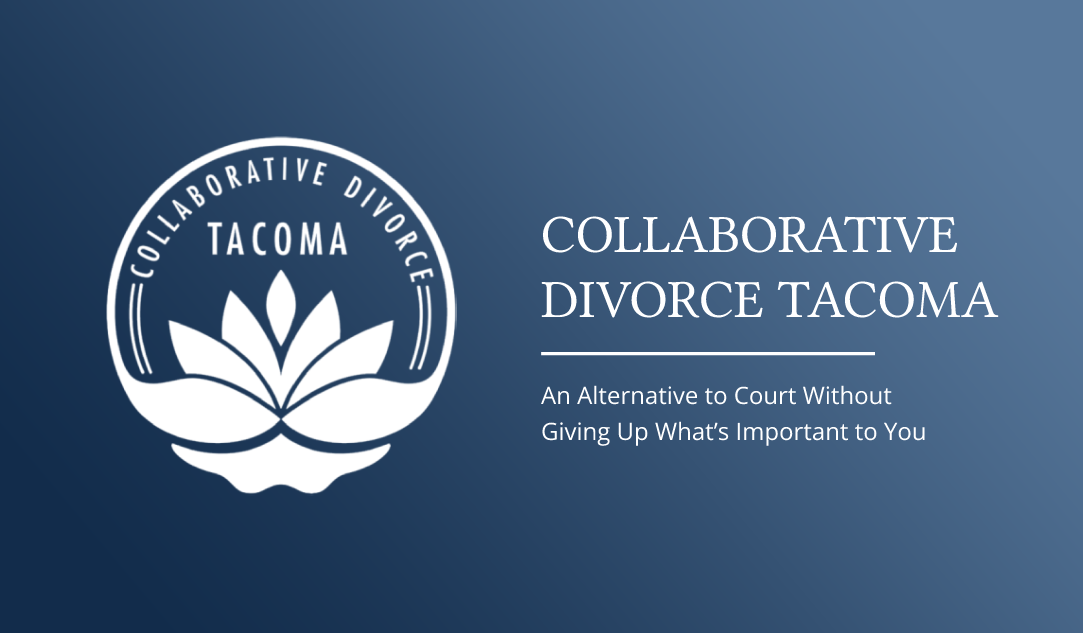 COLLABORATIVE DIVORCE
TACOMA
COLLABORATIVE
DIVORCE TACOMA
An Alternative to Court Without
Giving Up What’s Important to You